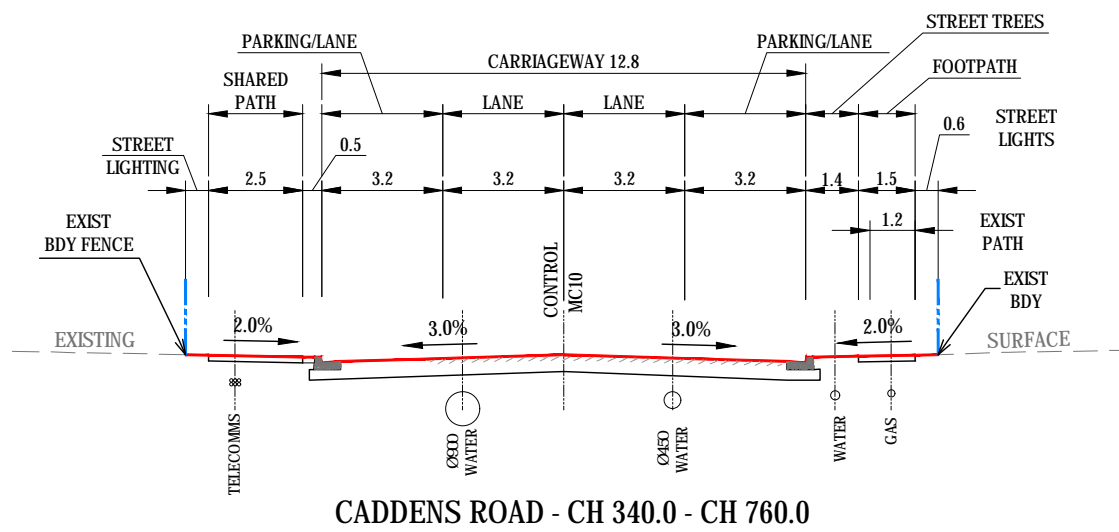 STREET TREES
PARKING/LANE
PARKING/LANE
CARRIAGEWAY 12.8
FOOTPATH
SHARED
PATH
LANE
LANE
STREET
LIGHTING
0.5
0.6
STREET
LIGHTS
2.5
3.2
3.2
3.2
3.2
1.4
1.5
1.2
EXIST
BDY FENCE
EXIST
PATH
CONTROL
MC10
EXIST
BDY
EXISTING
2.0%
3.0%
3.0%
2.0%
SURFACE
TELECOMMS
Ø900
WATER
Ø450
WATER
WATER
GAS
CADDENS ROAD - CH 340.0 - CH 760.0